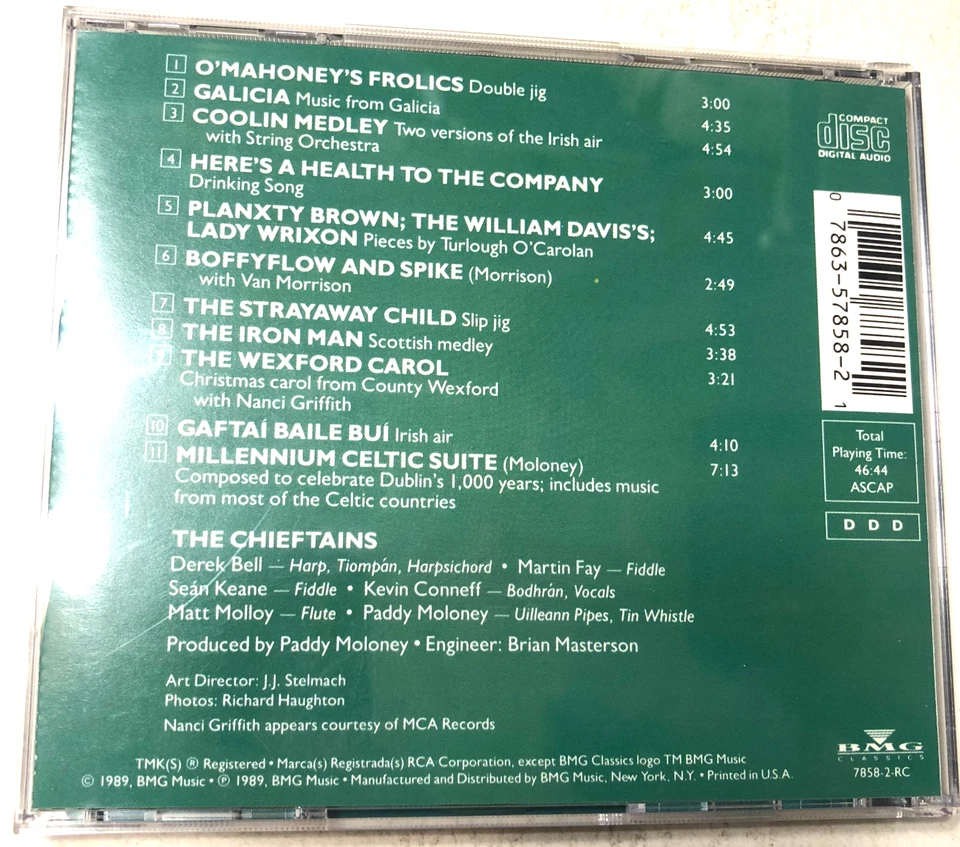 1 O'MAHONEY'S FROLICS Double jig 3:00
2 GALICIA Music from Galicia 4:35
3 COOLIN MEDLEY Two versions of the Irish air
with String Orchestra 4:54
4 HERE'S A HEALTH TO THE COMPANY
Drinking Song 3:00
5 PLANXTY BROWN; THE WILLIAM DAVIS'S;
LADY WRIXON Pieces by Turlough O'Carolan 4:45
6 BOFFYFLOW AND SPIKE (Morrison)
with Van Morrison 2:49
7 THE STRAYAWAY CHILD Slip jig 4:53
8 THE IRON MAN Scottish medley 3:38
THE WEXFORD CAROL 3:21
Christmas carol from County Wexford
with Nanci Griffith
10 GAFTAÍ BAILE BUÍ Irish air 4:10
11 MILLENNIUM CELTIC SUITE (Moloney) 7:13
Composed to celebrate Dublin's 1,000 years; includes music
from most of the Celtic countries
THE CHIEFTAINS
Derek Bell — Harp, Tiompán, Harpsichord • Martin Fay — Fiddle
Seán Keane — Fiddle • Kevin Conneff — Bodhrán, Vocals
Matt Molloy — Flute • Paddy Moloney — Uilleann Pipes, Tin Whistle
Produced by Paddy Moloney • Engineer: Brian Masterson
Art Director: J.J. Stelmach
Photos: Richard Haughton
Nanci Griffith appears courtesy of MCA Records
TMK(S) ® Registered • Marca(s) Registrada(s) RCA Corporation, except BMG Classics logo TM BMG Music
© 1989, BMG Music • ℗ 1989, BMG Music • Manufactured and Distributed by BMG Music, New York, N.Y. • Printed in U.S.A.
COMPACT
disc
DIGITAL AUDIO
0 7863-57858-2 1
Total
Playing Time:
46:44
ASCAP
D D D
BMG
CLASSICS
7858-2-RC